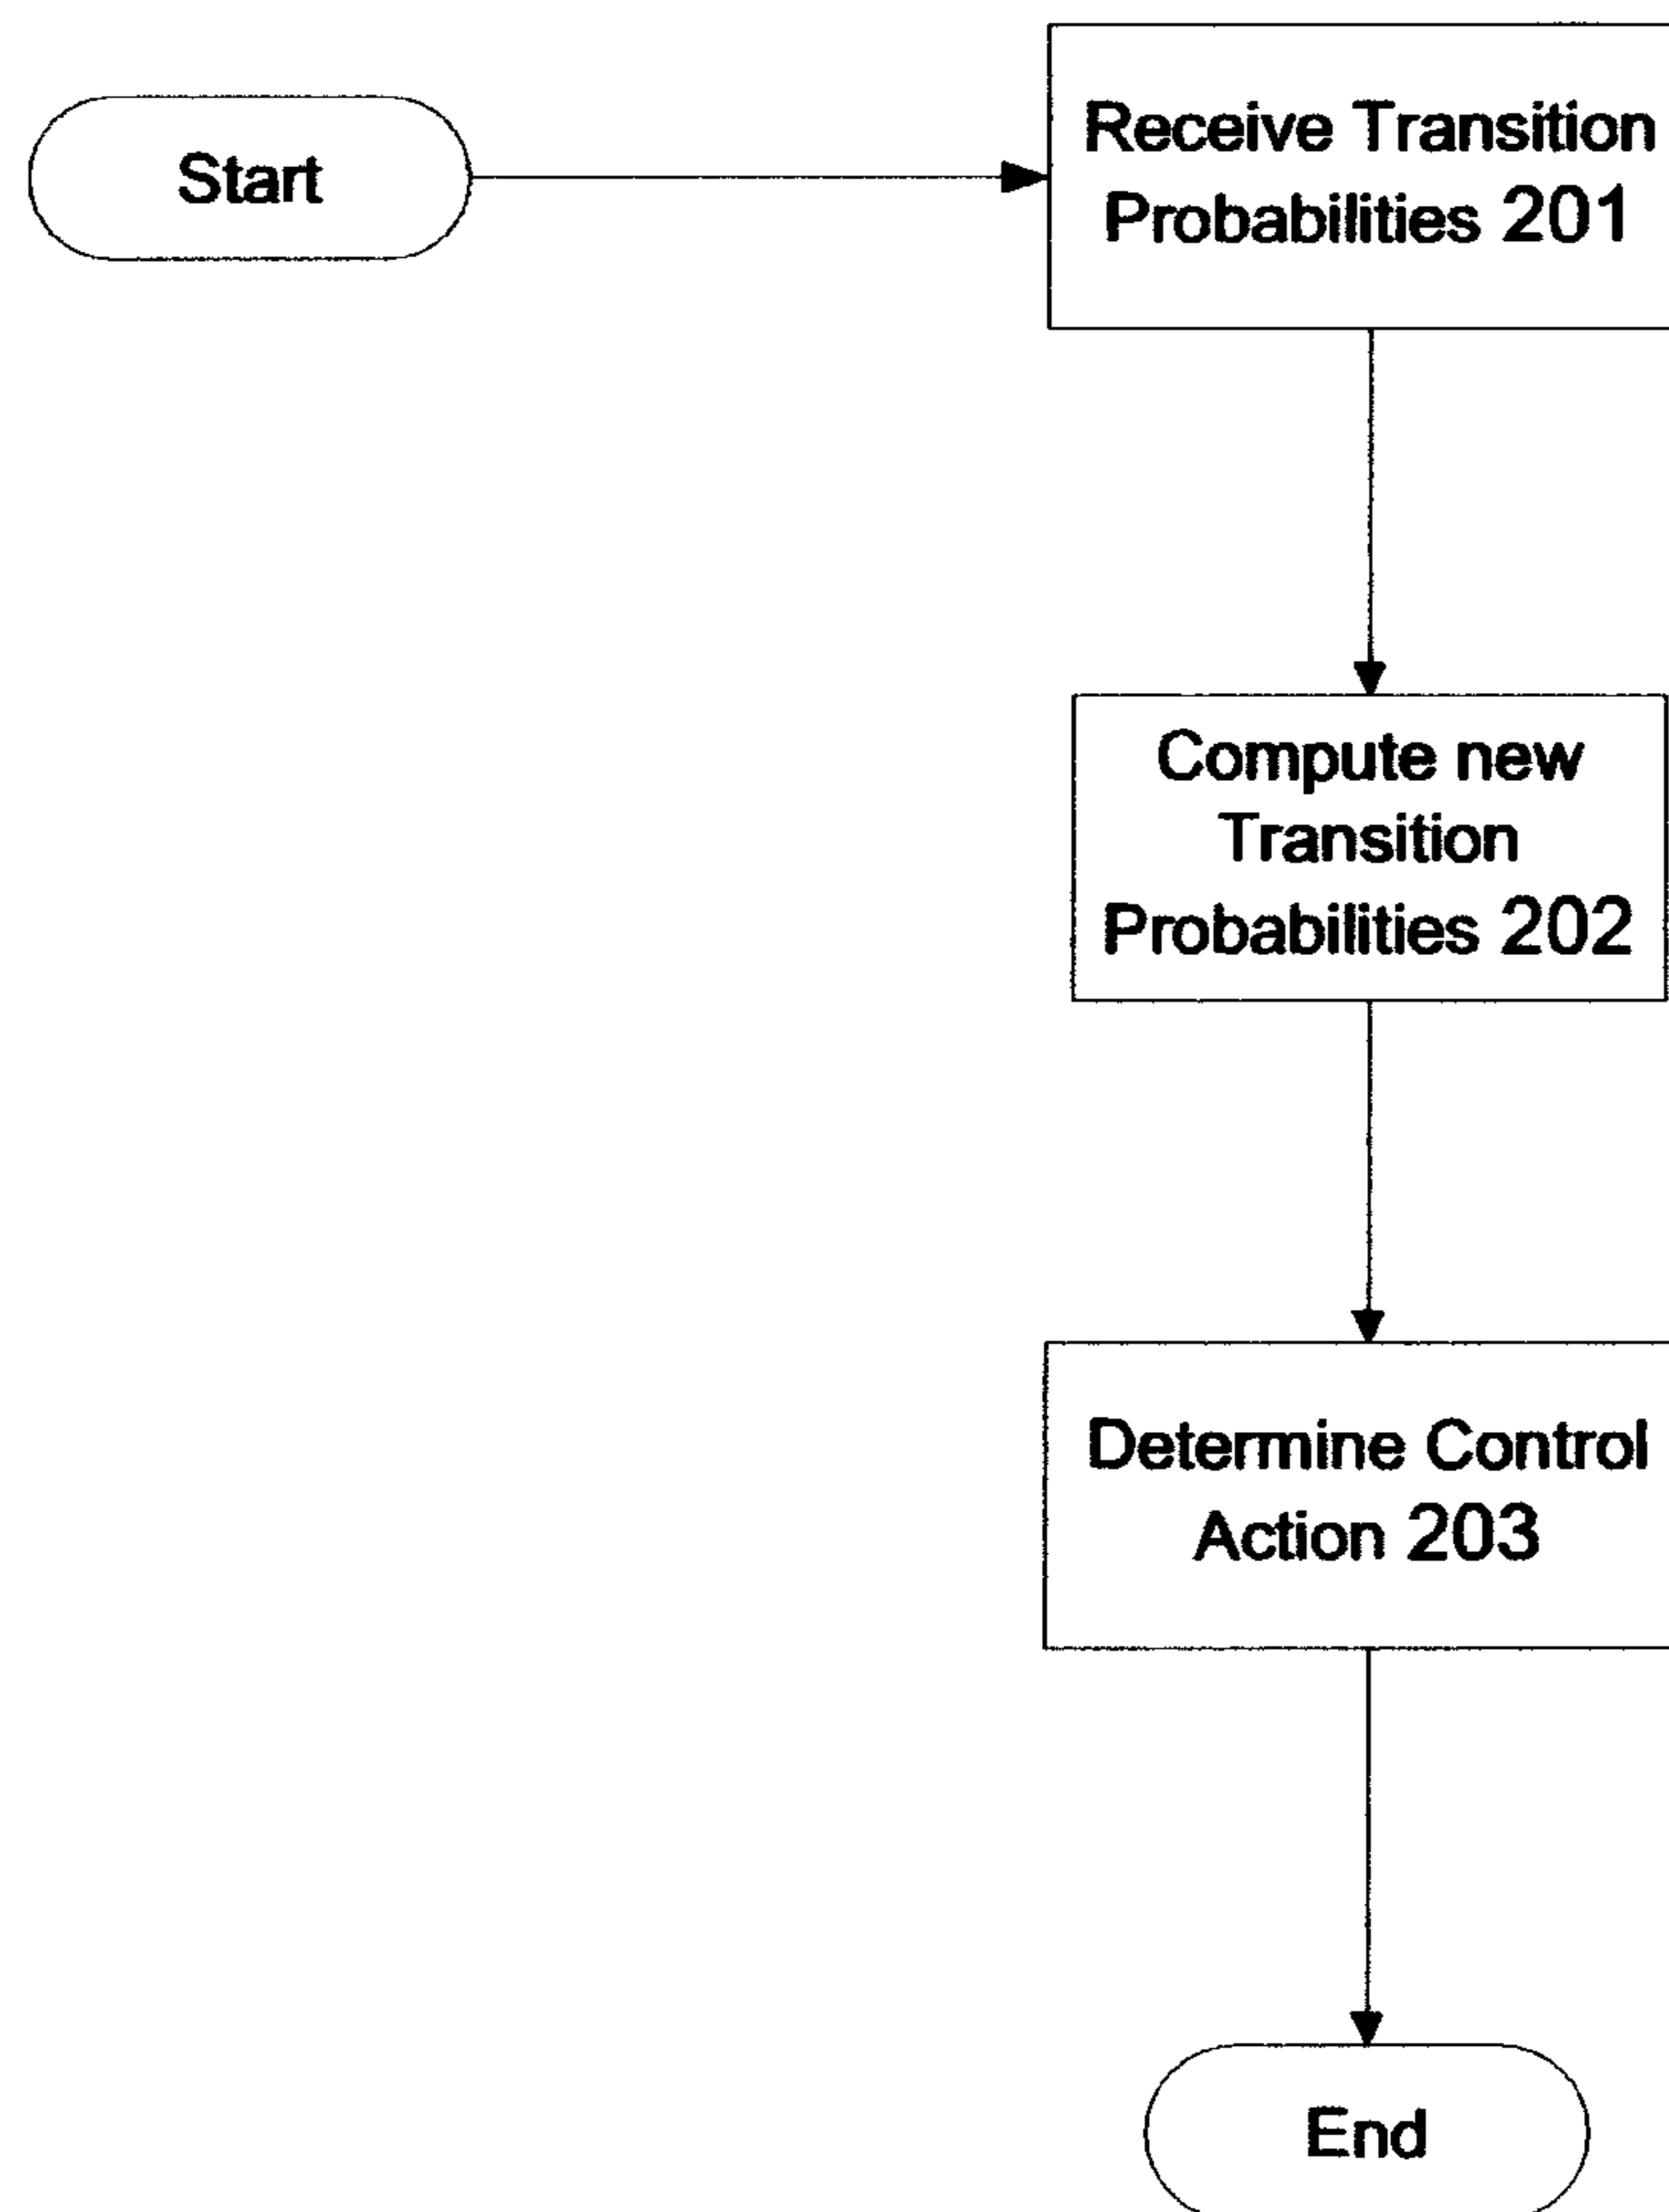 Start
Receive Transition
Probabilities 201
Compute new
Transition
Probabilities 202
Determine Control
Action 203
End